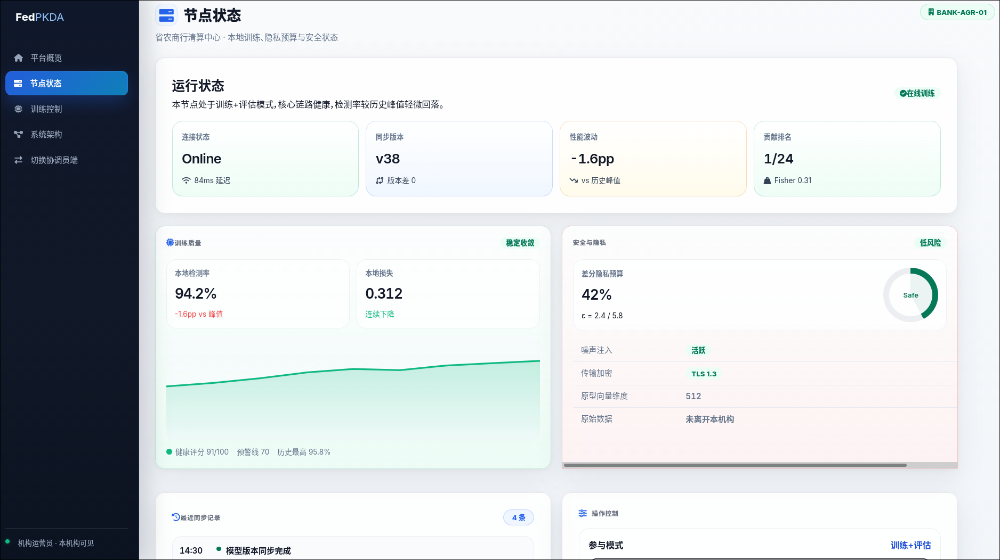 FedPKDA
平台概览
节点状态
训练控制
系统架构
切换协调员端
机构运营员 · 本机构可见
节点状态
BANK-AGR-01
省农商行清算中心 · 本地训练、隐私预算与安全状态
运行状态
本节点处于训练+评估模式,核心链路健康,检测率较历史峰值轻微回落。
在线训练
连接状态
Online
84ms 延迟
同步版本
v38
版本差 0
性能波动
-1.6pp
vs 历史峰值
贡献排名
1/24
Fisher 0.31
训练质量
稳定收敛
本地检测率
94.2%
-1.6pp vs 峰值
本地损失
0.312
连续下降
健康评分 91/100 预警线 70 历史最高 95.8%
安全与隐私
低风险
差分隐私预算
42%
ε = 2.4 / 5.8
Safe
噪声注入 活跃
传输加密 TLS 1.3
原型向量维度 512
原始数据 未离开本机构
最近同步记录
4 条
14:30 模型版本同步完成
操作控制
参与模式 训练+评估